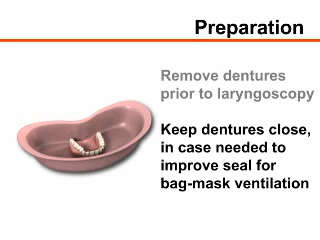 Preparation
Remove dentures
prior to laryngoscopy
Keep dentures close,
in case needed to
improve seal for
bag-mask ventilation